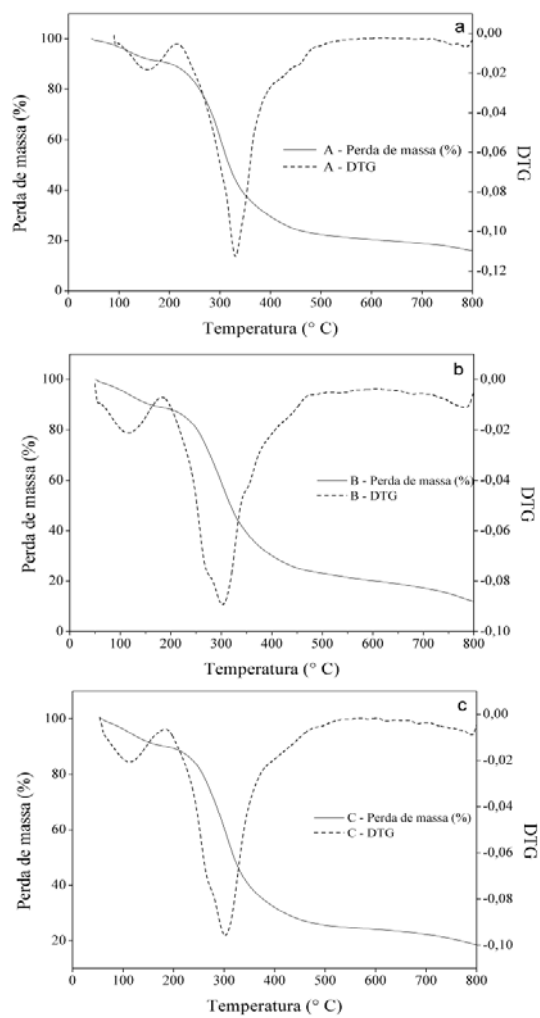 a
100
80
60
40
20
0
0,00
-0,02
-0,04
-0,06
-0,08
-0,10
-0,12
Perda de massa (%)
DTG
A - Perda de massa (%)
A - DTG
0 100 200 300 400 500 600 700 800
Temperatura (° C)
b
100
80
60
40
20
0
0,00
-0,02
-0,04
-0,06
-0,08
-0,10
Perda de massa (%)
DTG
B - Perda de massa (%)
B - DTG
0 100 200 300 400 500 600 700 800
Temperatura (° C)
c
100
80
60
40
20
0,00
-0,02
-0,04
-0,06
-0,08
-0,10
Perda de massa (%)
DTG
C - Perda de massa (%)
C - DTG
0 100 200 300 400 500 600 700 800
Temperatura (° C)